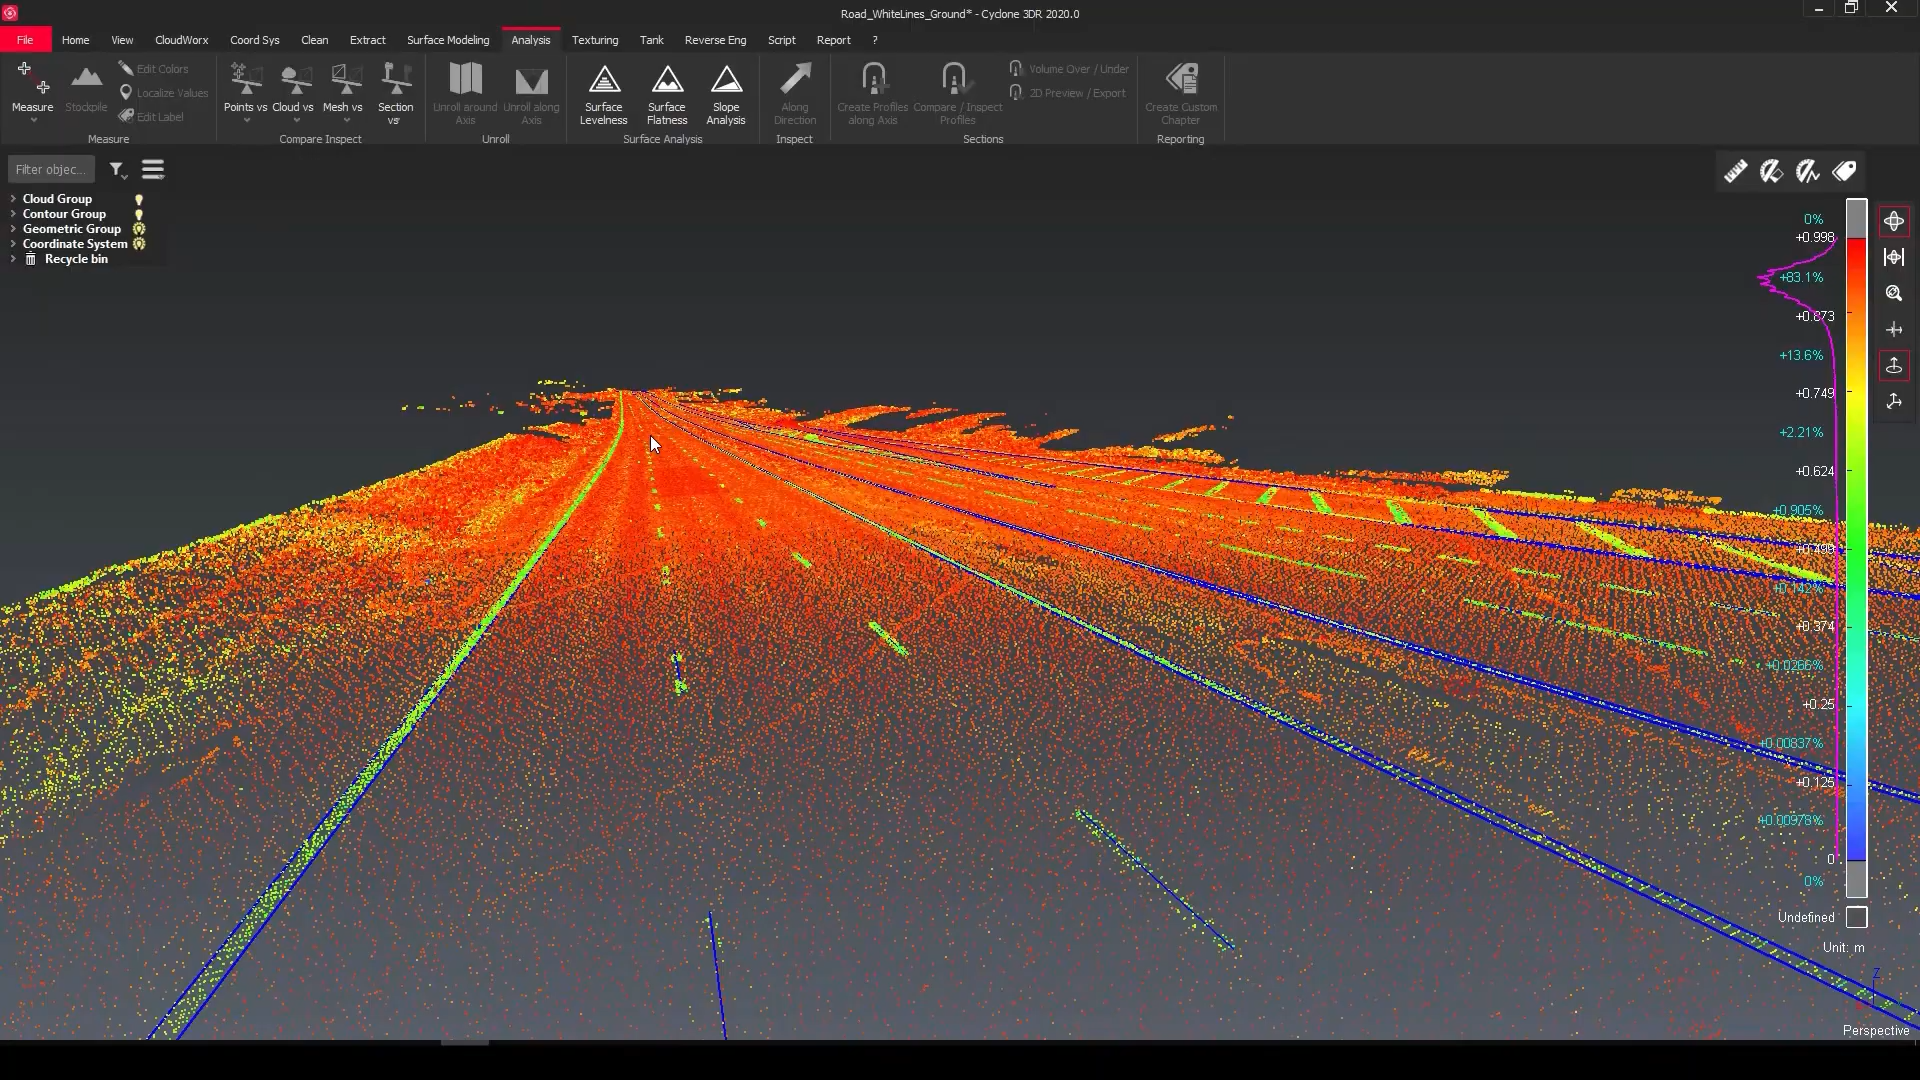 Road_WhiteLines_Ground* - Cyclone 3DR 2020.0
File Home View CloudWorx Coord Sys Clean Extract Surface Modeling Analysis Texturing Tank Reverse Eng Script Report ?
Measure
Stockpile
Edit Colors
Localize Values
Edit Label
Measure
Points vs
Cloud vs
Mesh vs
Section
vs
Compare Inspect
Unroll around
Axis
Unroll along
Axis
Unroll
Surface
Levelness
Surface
Flatness
Slope
Analysis
Surface Analysis
Along
Direction
Inspect
Create Profiles
along Axis
Compare / Inspect
Profiles
Volume Over / Under
2D Preview / Export
Sections
Create Custom
Chapter
Reporting
Filter objec...
Cloud Group
Contour Group
Geometric Group
Coordinate System
Recycle bin
0%
+0.998
+83.1%
+0.873
+13.6%
+0.749
+2.21%
+0.624
+0.905%
+0.499
+0.142%
+0.374
+0.0266%
+0.25
+0.00837%
+0.125
+0.00978%
0
0%
Undefined
Unit: m
Z
Perspective